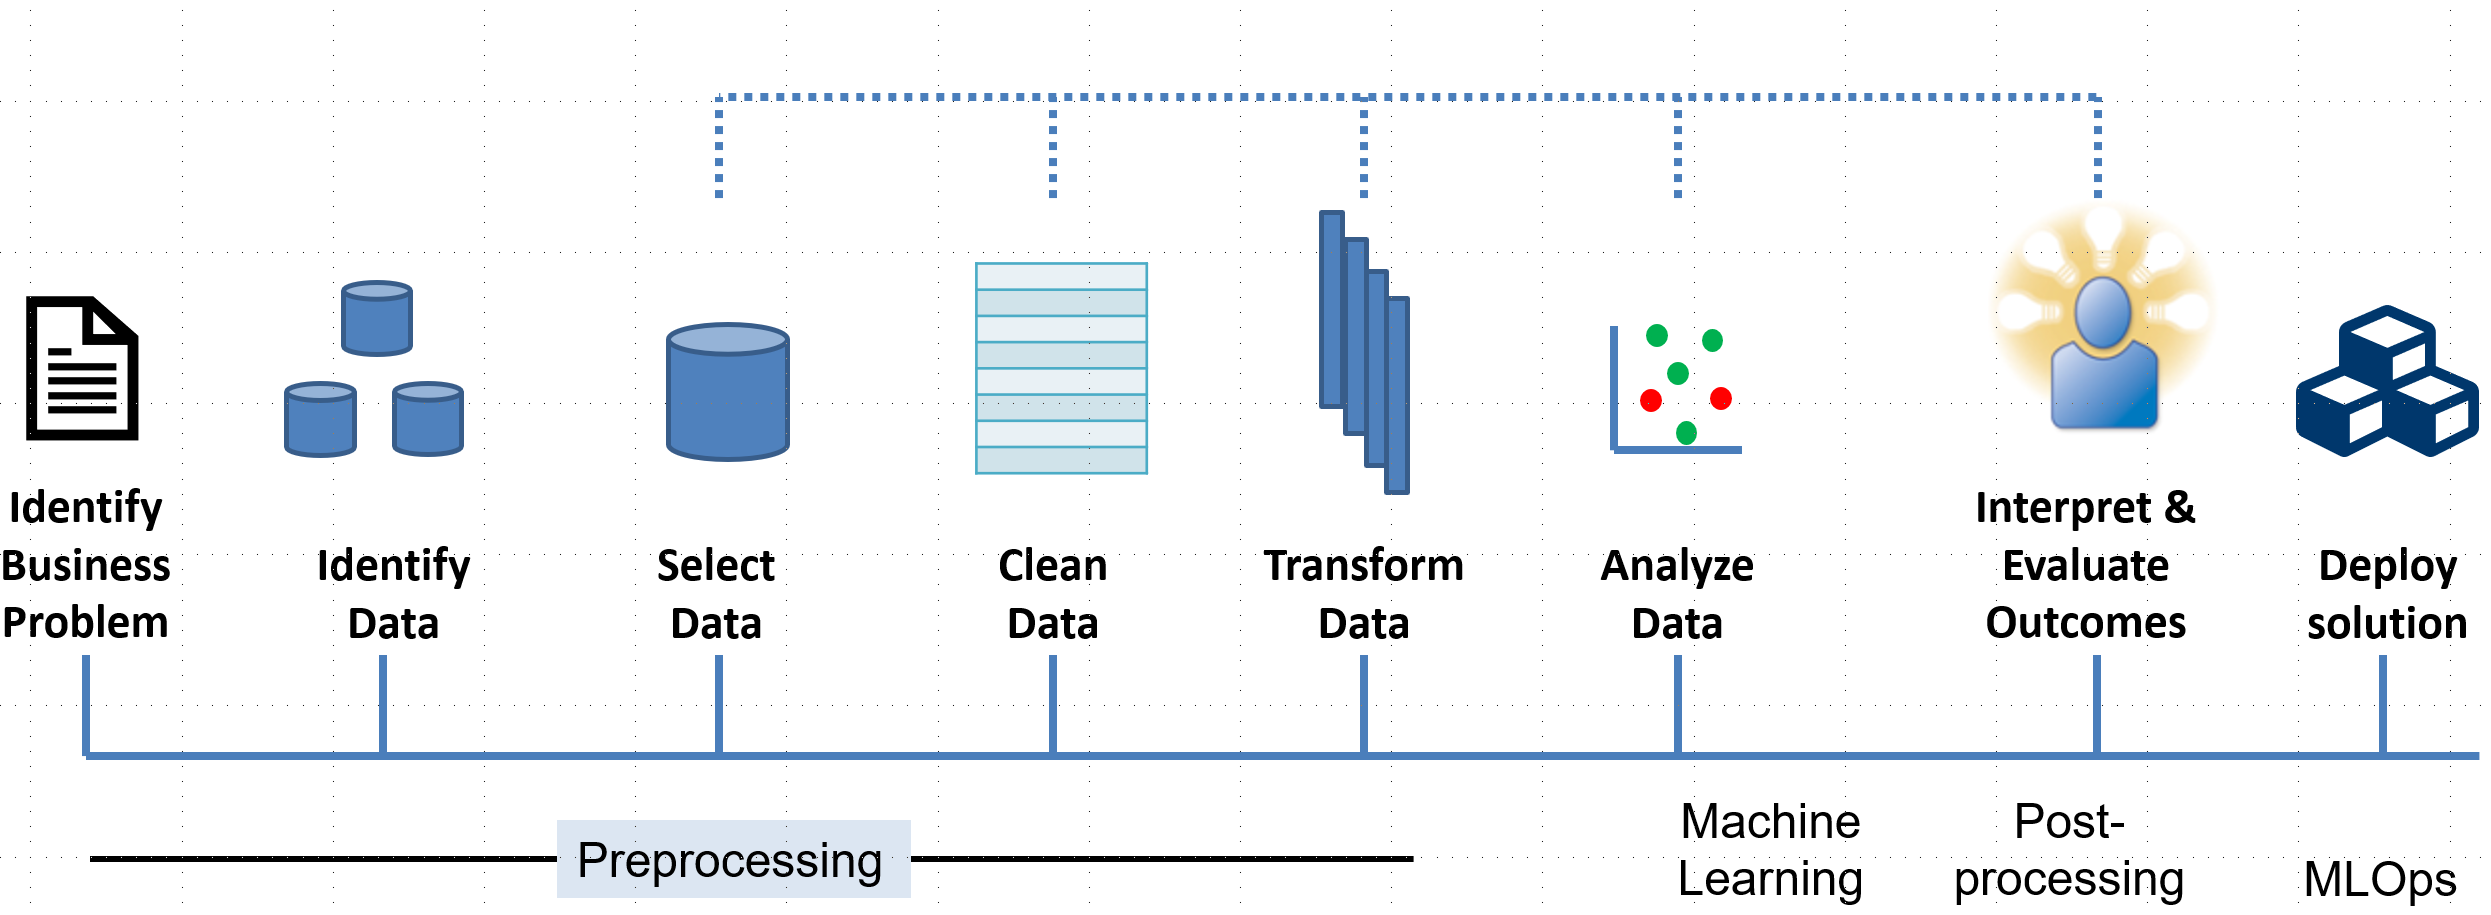 Identify
Business
Problem
Identify
Data
Select
Data
Clean
Data
Transform
Data
Analyze
Data
Interpret &
Evaluate
Outcomes
Deploy
solution
Preprocessing
Machine
Learning
Post-
processing
MLOps